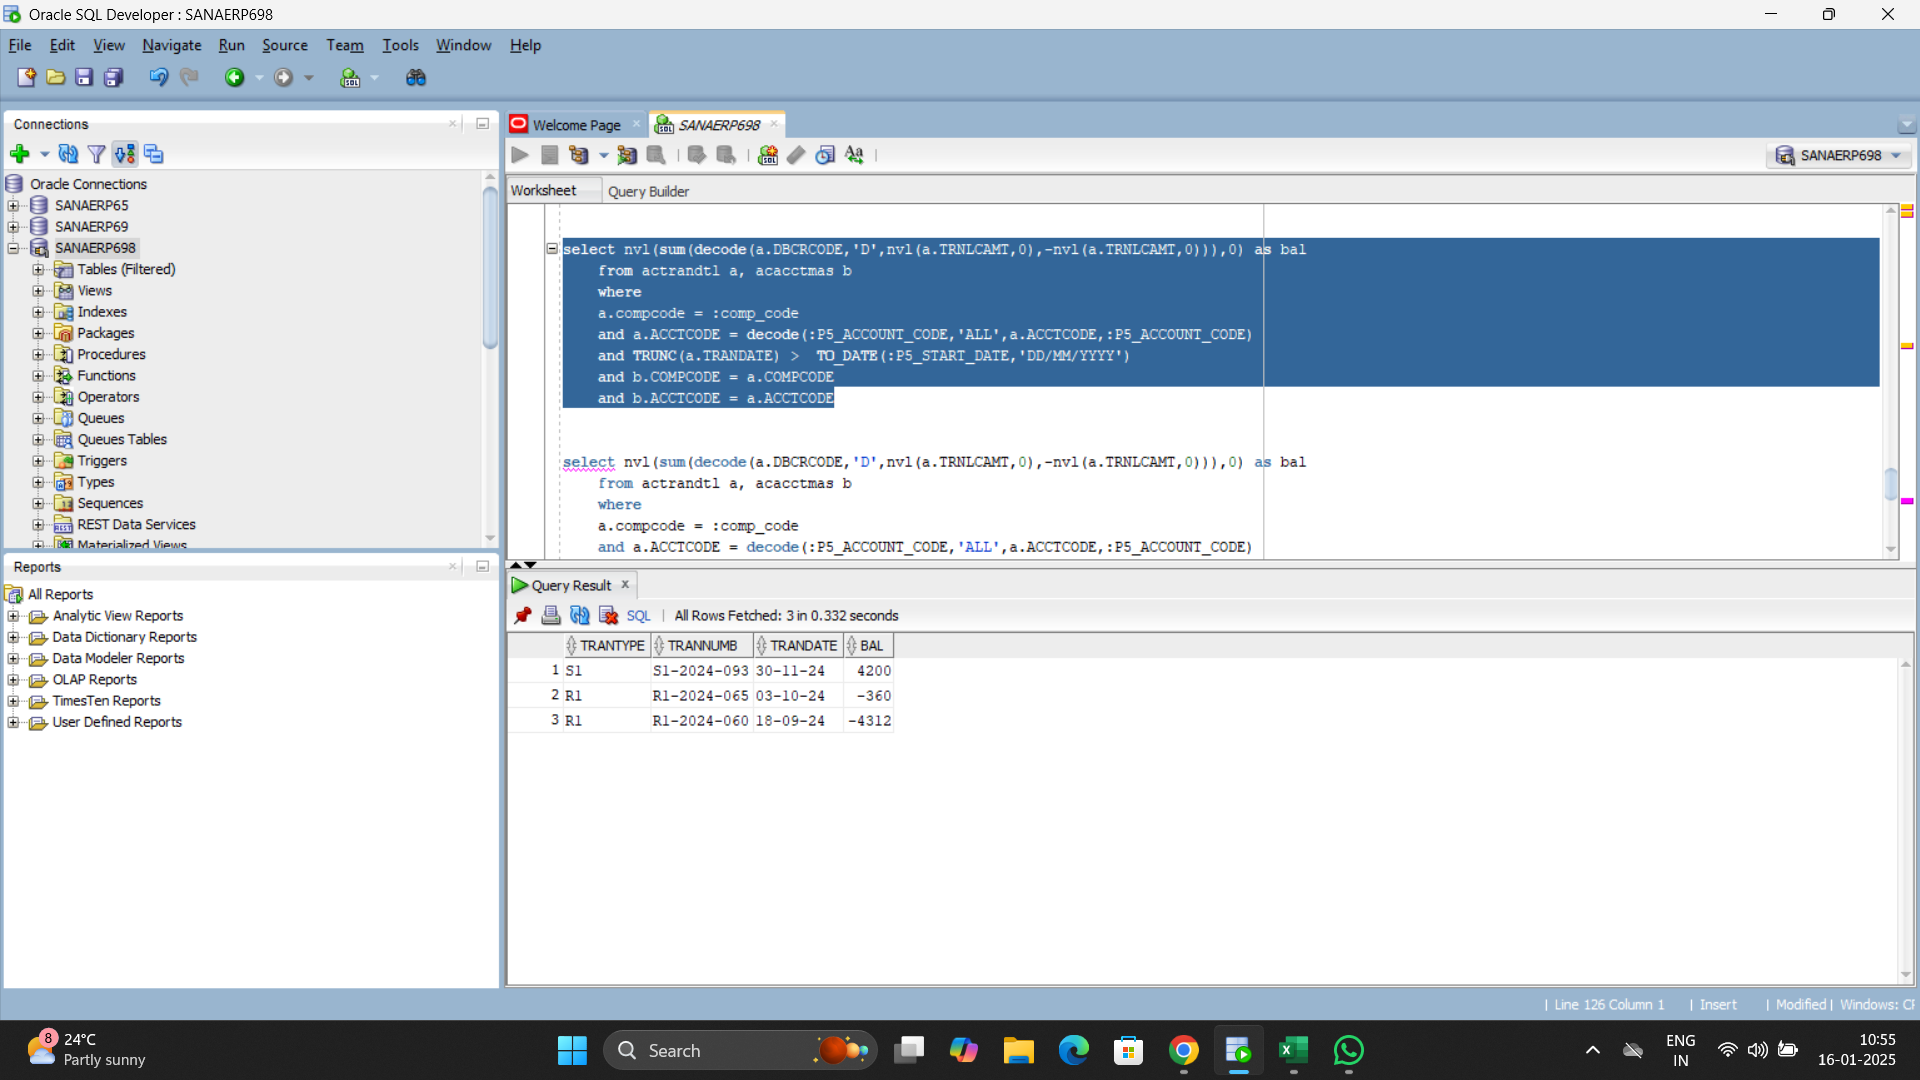 Oracle SQL Developer : SANAERP698
File Edit View Navigate Run Source Team Tools Window Help
Connections
Oracle Connections
SANAERP65
SANAERP69
SANAERP698
Tables (Filtered)
Views
Indexes
Packages
Procedures
Functions
Operators
Queues
Queues Tables
Triggers
Types
Sequences
REST Data Services
Materialized Views
Reports
All Reports
Analytic View Reports
Data Dictionary Reports
Data Modeler Reports
OLAP Reports
TimesTen Reports
User Defined Reports
Welcome Page SANAERP698
SANAERP698
Worksheet Query Builder
select nvl(sum(decode(a.DBCRCODE,'D',nvl(a.TRNLCAMT,0),-nvl(a.TRNLCAMT,0))),0) as bal
from actrandtl a, acacctmas b
where
a.compcode = :comp_code
and a.ACCTCODE = decode(:P5_ACCOUNT_CODE,'ALL',a.ACCTCODE,:P5_ACCOUNT_CODE)
and TRUNC(a.TRANDATE) > TO_DATE(:P5_START_DATE,'DD/MM/YYYY')
and b.COMPCODE = a.COMPCODE
and b.ACCTCODE = a.ACCTCODE
select nvl(sum(decode(a.DBCRCODE,'D',nvl(a.TRNLCAMT,0),-nvl(a.TRNLCAMT,0))),0) as bal
from actrandtl a, acacctmas b
where
a.compcode = :comp_code
and a.ACCTCODE = decode(:P5_ACCOUNT_CODE,'ALL',a.ACCTCODE,:P5_ACCOUNT_CODE)
Query Result
SQL | All Rows Fetched: 3 in 0.332 seconds
TRANTYPE TRANNUMB TRANDATE BAL
1 S1 S1-2024-093 30-11-24 4200
2 R1 R1-2024-065 03-10-24 -360
3 R1 R1-2024-060 18-09-24 -4312
| Line 126 Column 1 | Insert | Modified | Windows: CF
8
24°C
Partly sunny
Search
ENG
IN
10:55
16-01-2025